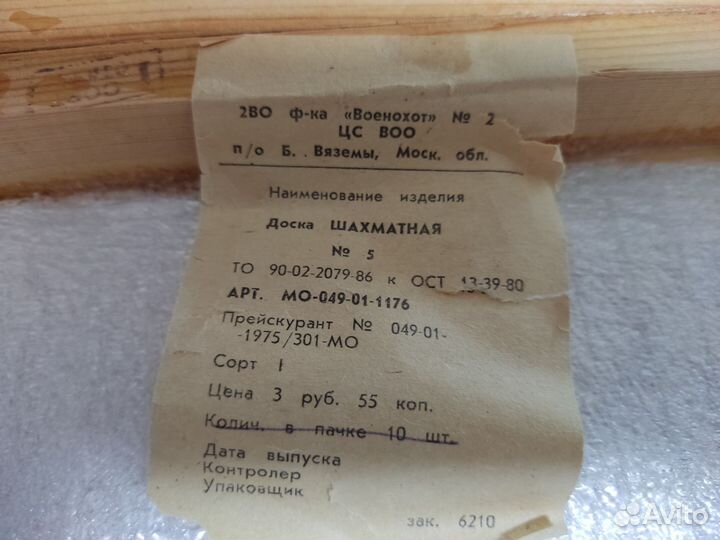 2ВО ф-ка «Военохот» № 2
ЦС ВОО
п/о Б. Вяземы, Моск. обл.
Наименование изделия
Доска ШАХМАТНАЯ
№ 5
ТО 90-02-2079-86 к ОСТ 13-39-80
АРТ. МО-049-01-1176
Прейскурант № 049-01-
-1975/301-МО
Сорт I
Цена 3 руб. 55 коп.
Колич. в пачке 10 шт.
Дата выпуска
Контролер
Упаковщик
зак. 6210
Avito